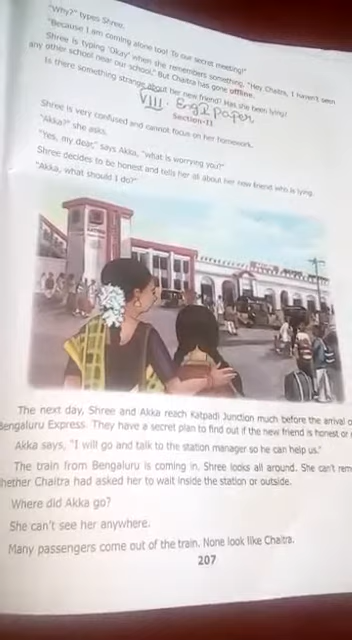 "Why?" types Shree.
"Because I am coming alone too! To our secret meeting!"
Shree is typing 'Okay' when she remembers something, "Hey Chaitra, I haven't seen
any other school near our school." But Chaitra has gone offline.
Is there something strange about her new friend? Has she been lying?
VIII. Engl paper
Section-II
Shree is very confused and cannot focus on her homework.
"Akka?" she asks.
"Yes, my dear," says Akka, "what is worrying you?"
Shree decides to be honest and tells her all about her new friend who is lying.
"Akka, what should I do?"
The next day, Shree and Akka reach Katpadi Junction much before the arrival o
Bengaluru Express. They have a secret plan to find out if the new friend is honest or
Akka says, "I will go and talk to the station manager so he can help us."
The train from Bengaluru is coming in. Shree looks all around. She can't rem
hether Chaitra had asked her to wait inside the station or outside.
Where did Akka go?
She can't see her anywhere.
Many passengers come out of the train. None look like Chaitra.
207